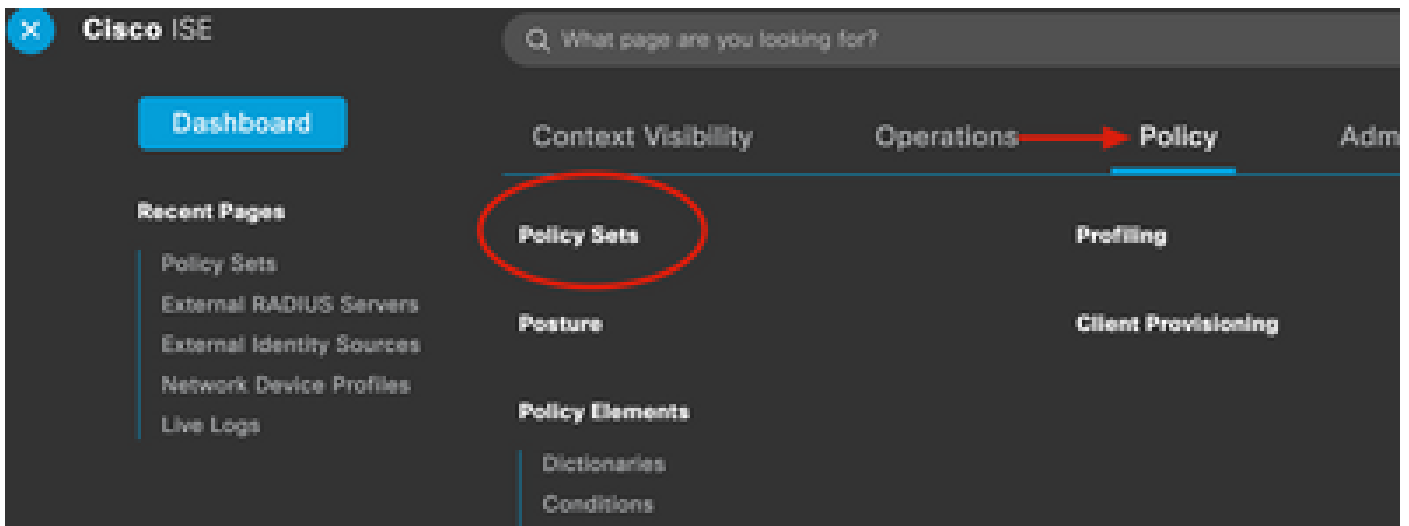 Cisco ISE
What page are you looking for?
Dashboard
Context Visibility
Operations
Policy
Adm
Recent Pages
Policy Sets
External RADIUS Servers
External Identity Sources
Network Device Profiles
Live Logs
Policy Sets
Profiling
Posture
Client Provisioning
Policy Elements
Dictionaries
Conditions